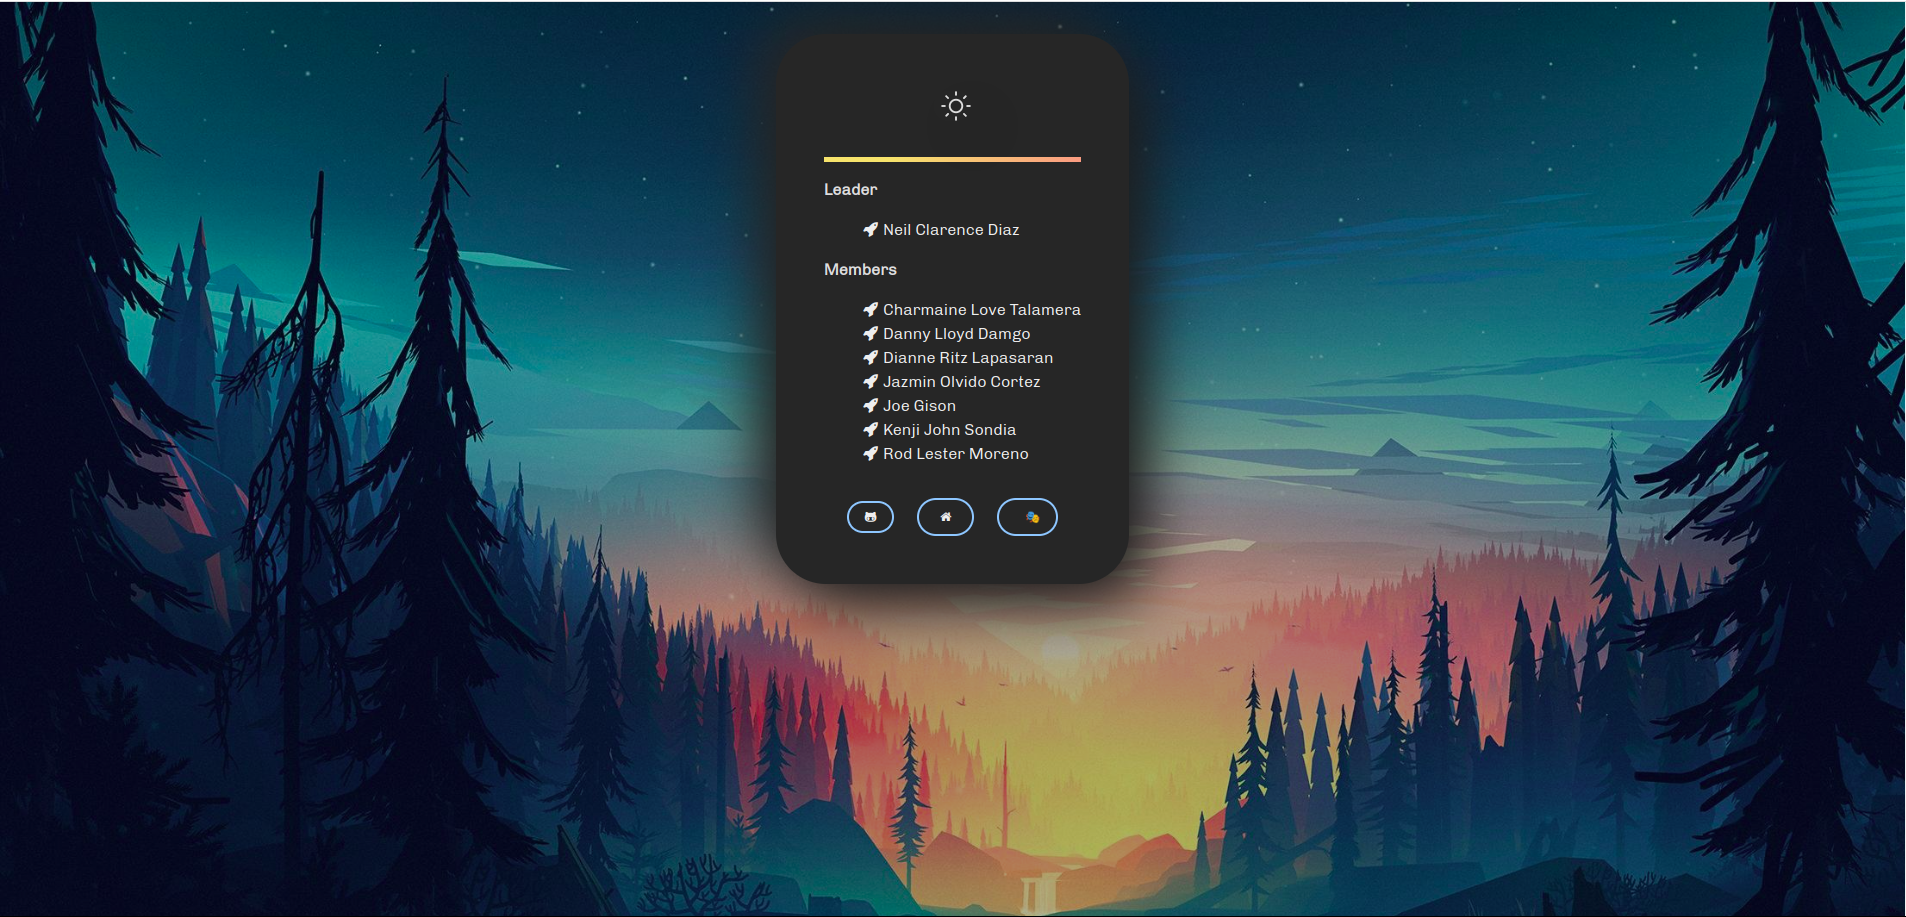 Leader
Neil Clarence Diaz
Members
Charmaine Love Talamera
Danny Lloyd Damgo
Dianne Ritz Lapasaran
Jazmin Olvido Cortez
Joe Gison
Kenji John Sondia
Rod Lester Moreno